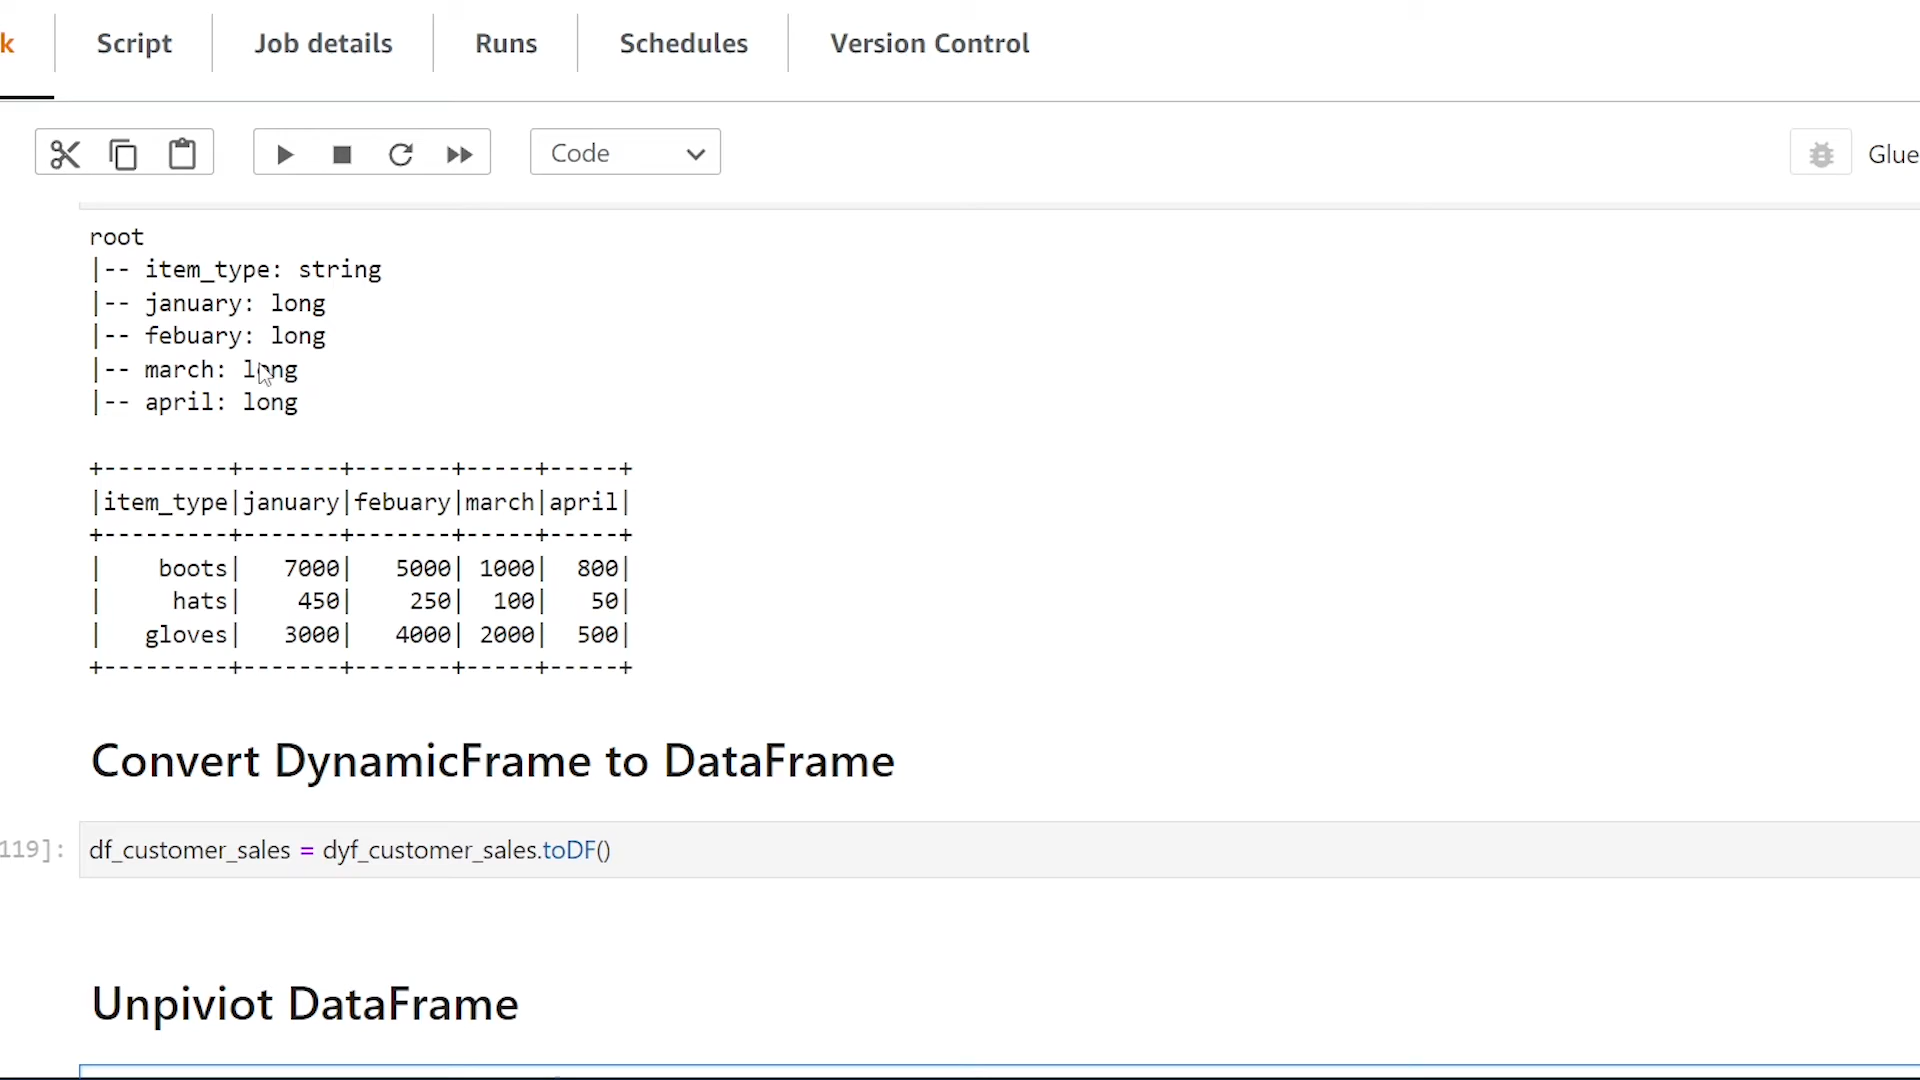 k Script Job details Runs Schedules Version Control
Code Glue
root
|-- item_type: string
|-- january: long
|-- febuary: long
|-- march: long
|-- april: long
+---------+-------+-------+-----+-----+
|item_type|january|febuary|march|april|
+---------+-------+-------+-----+-----+
|    boots|   7000|   5000| 1000|  800|
|     hats|    450|    250|  100|   50|
|   gloves|   3000|   4000| 2000|  500|
+---------+-------+-------+-----+-----+
Convert DynamicFrame to DataFrame
119]: df_customer_sales = dyf_customer_sales.toDF()
Unpiviot DataFrame